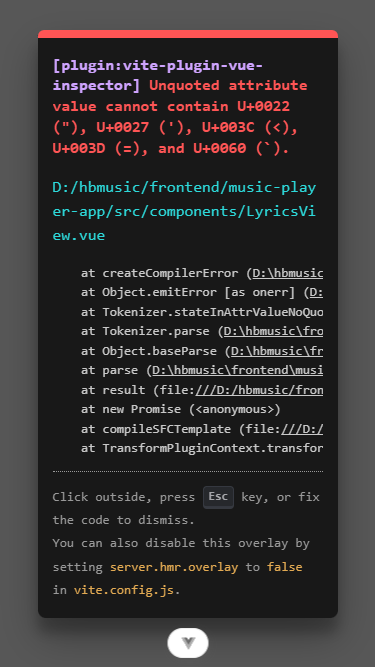 [plugin:vite-plugin-vue-
inspector] Unquoted attribute
value cannot contain U+0022
("), U+0027 ('), U+003C (<),
U+003D (=), and U+0060 (`).
D:/hbmusic/frontend/music-play
er-app/src/components/LyricsVi
ew.vue
at createCompilerError (D:\hbmusic
at Object.emitError [as onerr] (D:
at Tokenizer.stateInAttrValueNoQuo
at Tokenizer.parse (D:\hbmusic\fro
at Object.baseParse (D:\hbmusic\fr
at parse (D:\hbmusic\frontend\musi
at result (file:///D:/hbmusic/fron
at new Promise (<anonymous>)
at compileSFCTemplate (file:///D:/
at TransformPluginContext.transfor
Click outside, press Esc key, or fix
the code to dismiss.
You can also disable this overlay by
setting server.hmr.overlay to false
in vite.config.js.